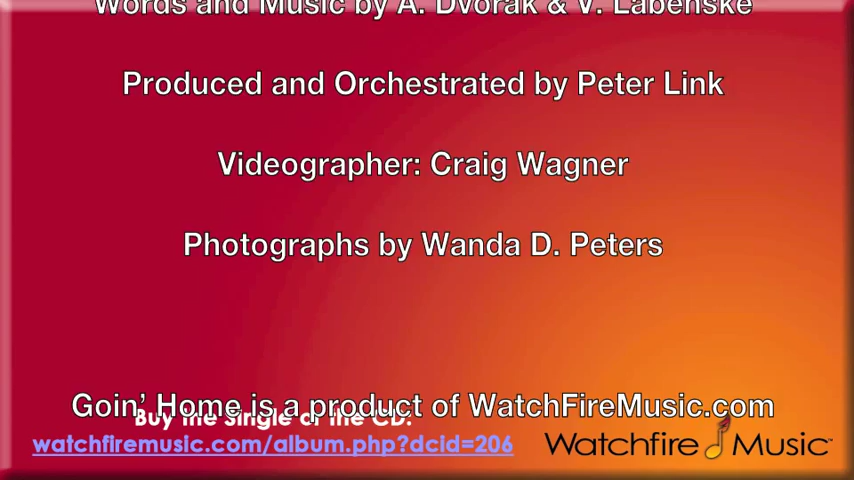 Words and Music by A. Dvorak & V. Labenske
Produced and Orchestrated by Peter Link
Videographer: Craig Wagner
Photographs by Wanda D. Peters
Goin' Home is a product of WatchFireMusic.com
Buy the Single or the CD:
watchfiremusic.com/album.php?dcid=206
Watchfire Music™